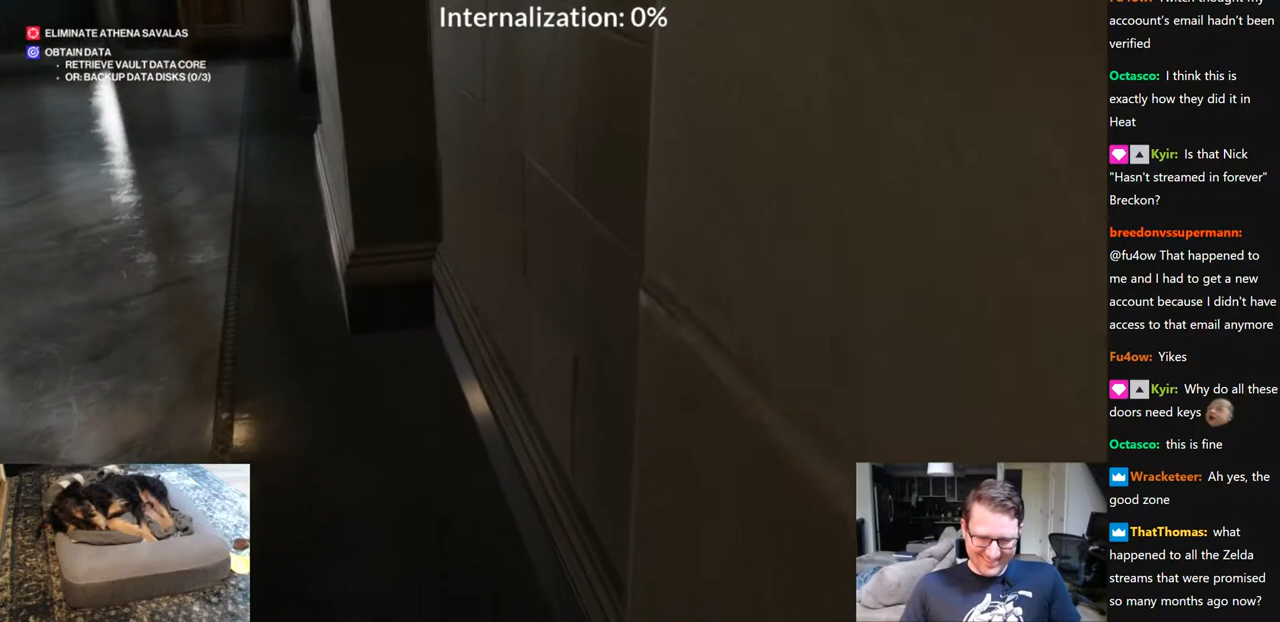 Internalization: 0%
ELIMINATE ATHENA SAVALAS
OBTAIN DATA
RETRIEVE VAULT DATA CORE
OR: BACKUP DATA DISKS (0/3)
accoount's email hadn't been
verified
Octasco: I think this is
exactly how they did it in
Heat
Kyir: Is that Nick
"Hasn't streamed in forever"
Breckon?
breedonvssupermann:
@fu4ow That happened to
me and I had to get a new
account because I didn't have
access to that email anymore
Fu4ow: Yikes
Kyir: Why do all these
doors need keys
Octasco: this is fine
Wracketeer: Ah yes, the
good zone
ThatThomas: what
happened to all the Zelda
streams that were promised
so many months ago now?